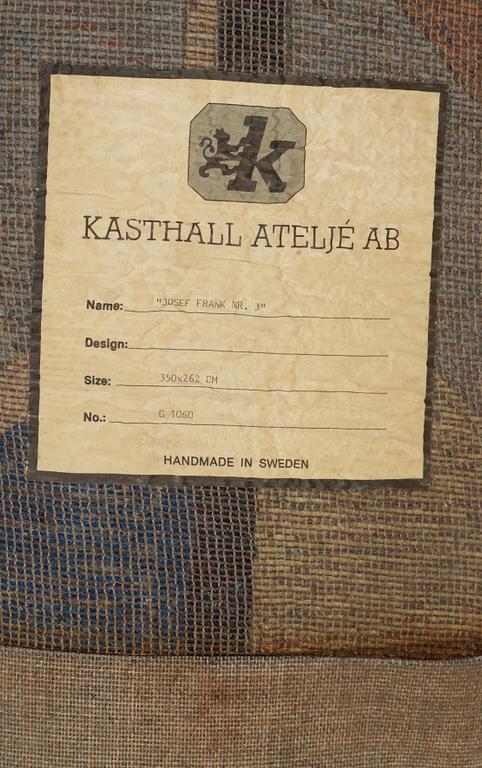 k
KASTHALL ATELJÉ AB
Name: "JOSEF FRANK NR. 3"
Design:
Size: 350x262 CM
No.: G 1060
HANDMADE IN SWEDEN